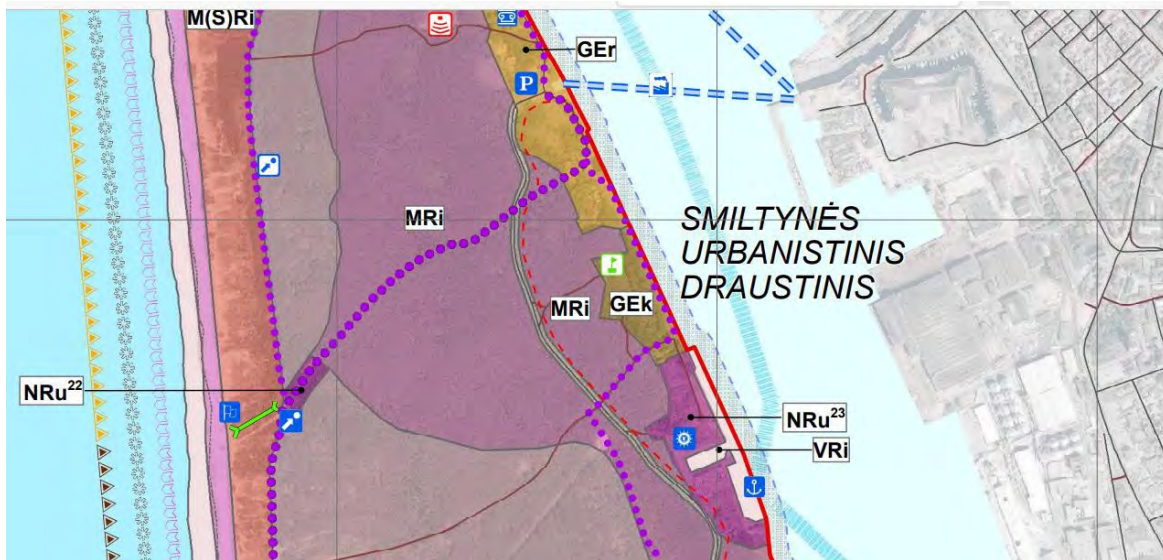 M(S)Ri
GEr
P
MRi
SMILTYNĖS
URBANISTINIS
DRAUSTINIS
MRi
GEk
NRu²²
NRu²³
VRi